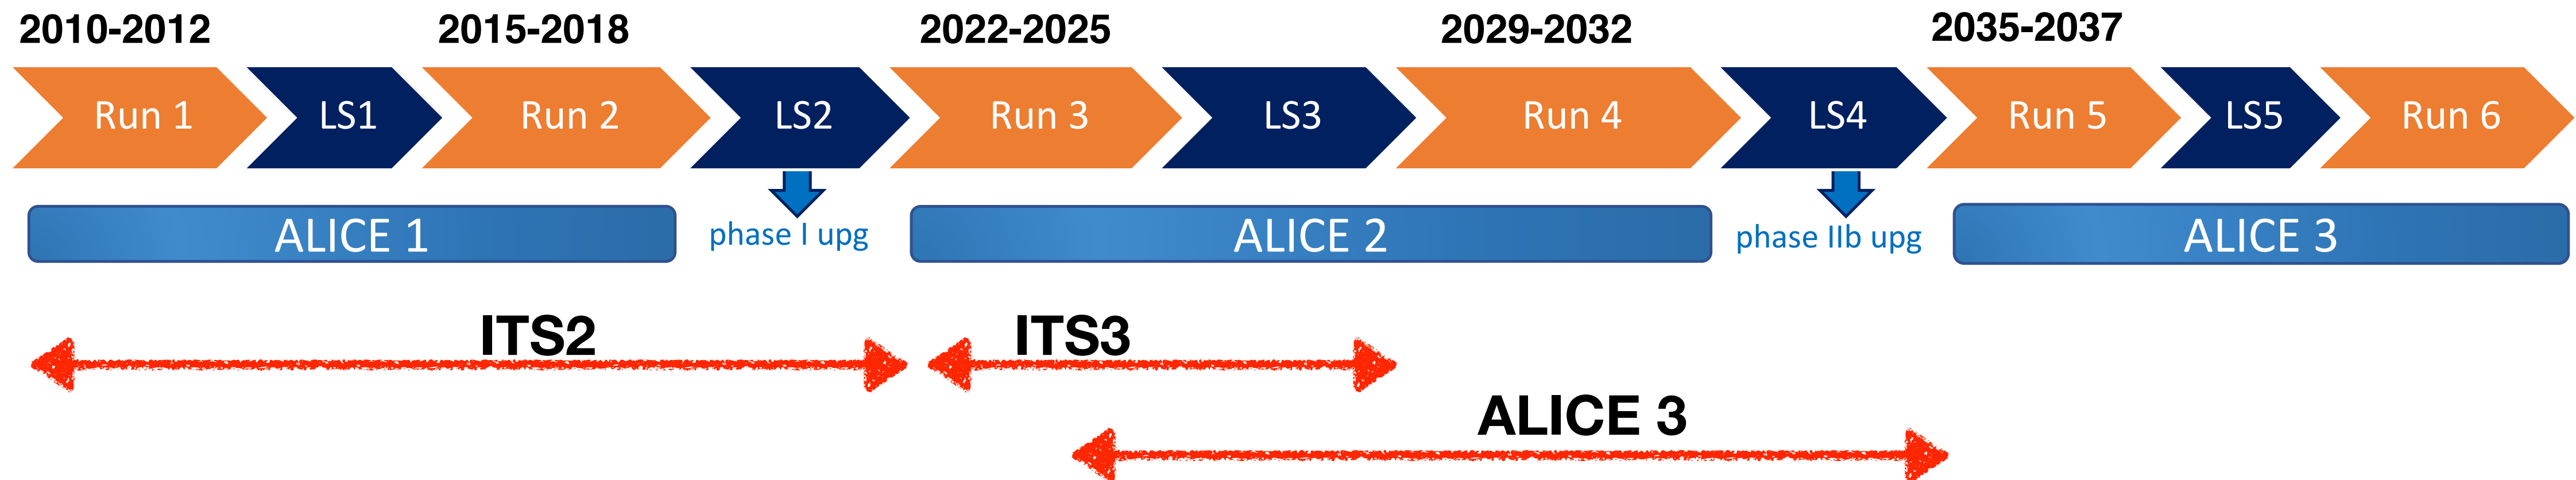 2010-2012 2015-2018 2022-2025 2029-2032 2035-2037
Run 1 LS1 Run 2 LS2 Run 3 LS3 Run 4 LS4 Run 5 LS5 Run 6
ALICE 1 phase I upg ALICE 2 phase IIb upg ALICE 3
ITS2 ITS3
ALICE 3